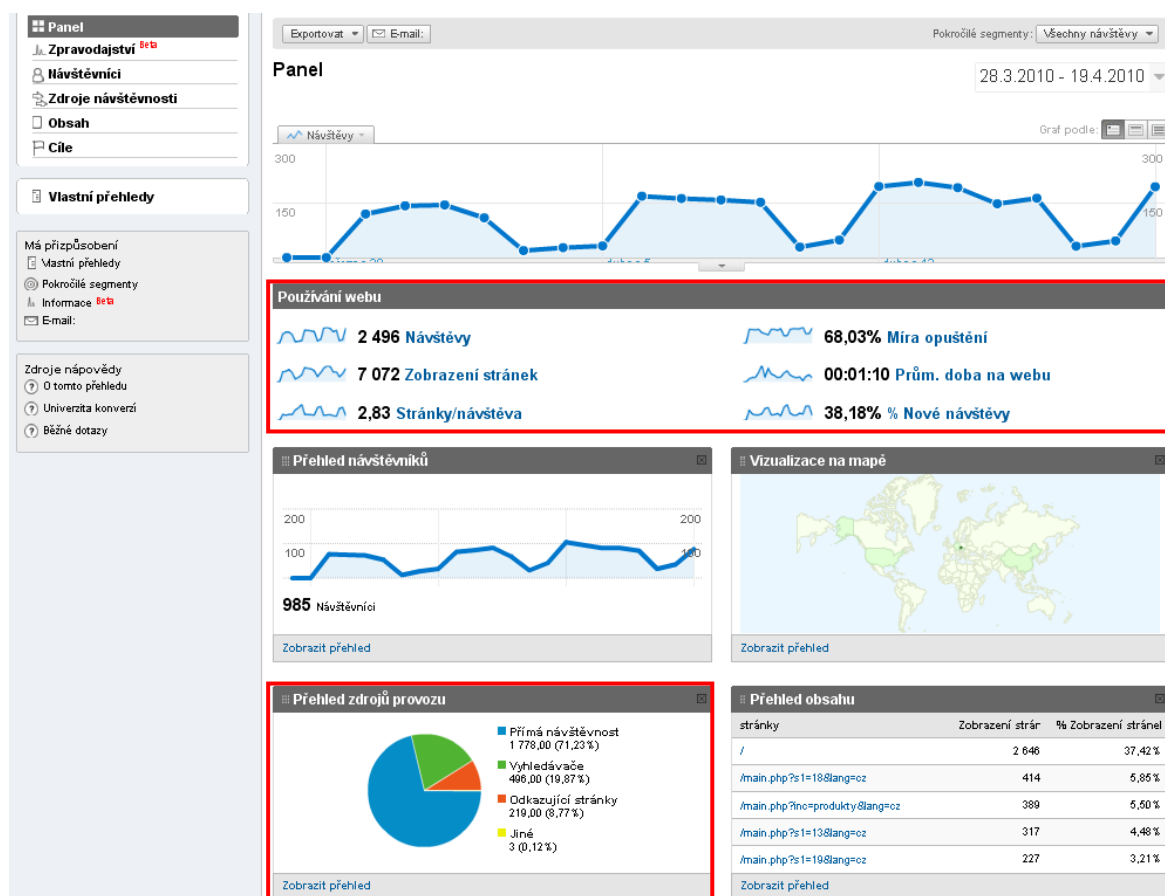 Panel
Zpravodajství Beta
Návštěvníci
Zdroje návštěvnosti
Obsah
Cíle
Vlastní přehledy
Má přizpůsobení
Vlastní přehledy
Pokročilé segmenty
Informace Beta
E-mail:
Zdroje nápovědy
O tomto přehledu
Univerzita konverzí
Běžné dotazy
Exportovat E-mail: Pokročilé segmenty: Všechny návštěvy
Panel
28.3.2010 - 19.4.2010
Návštěvy Graf podle:
300 300
150 150
Používání webu
2 496 Návštěvy 68,03% Míra opuštění
7 072 Zobrazení stránek 00:01:10 Prům. doba na webu
2,83 Stránky/návštěva 38,18% % Nové návštěvy
Přehled návštěvníků
200 200
100 100
985 Návštěvníci
Zobrazit přehled
Vizualizace na mapě
Zobrazit přehled
Přehled zdrojů provozu
Přímá návštěvnost
1 778,00 (71,23%)
Vyhledávače
496,00 (19,87%)
Odkazující stránky
219,00 (8,77%)
Jiné
3 (0,12%)
Zobrazit přehled
Přehled obsahu
stránky Zobrazení strár % Zobrazení stránel
/ 2 646 37,42%
/main.php?s1=18&lang=cz 414 5,85%
/main.php?inc=produkty&lang=cz 389 5,50%
/main.php?s1=13&lang=cz 317 4,48%
/main.php?s1=19&lang=cz 227 3,21%
Zobrazit přehled